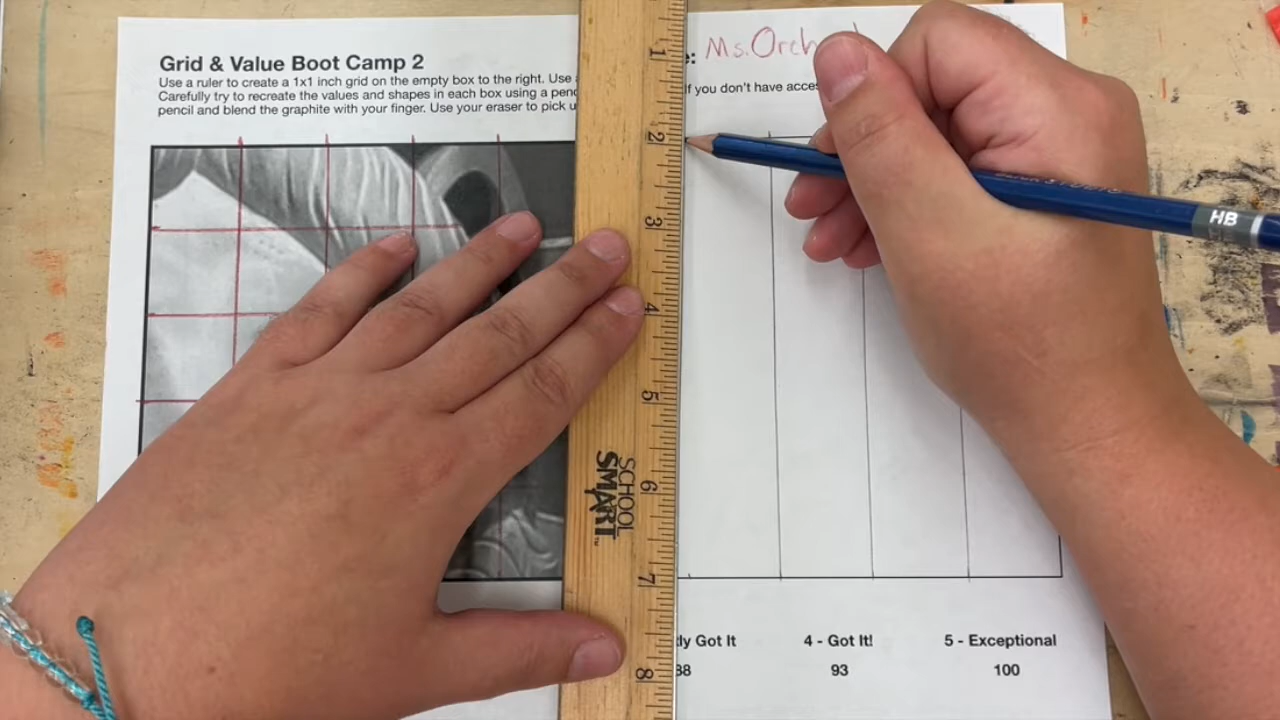 Grid & Value Boot Camp 2
Use a ruler to create a 1x1 inch grid on the empty box to the right. Use
Carefully try to recreate the values and shapes in each box using a
pencil and blend the graphite with your finger. Use your eraser to pick
: Ms.
if you don't have
1
2
3
4
5
6
7
8
SCHOOL
SMART
HB
Got It
4 - Got It!
5 - Exceptional
88
93
100